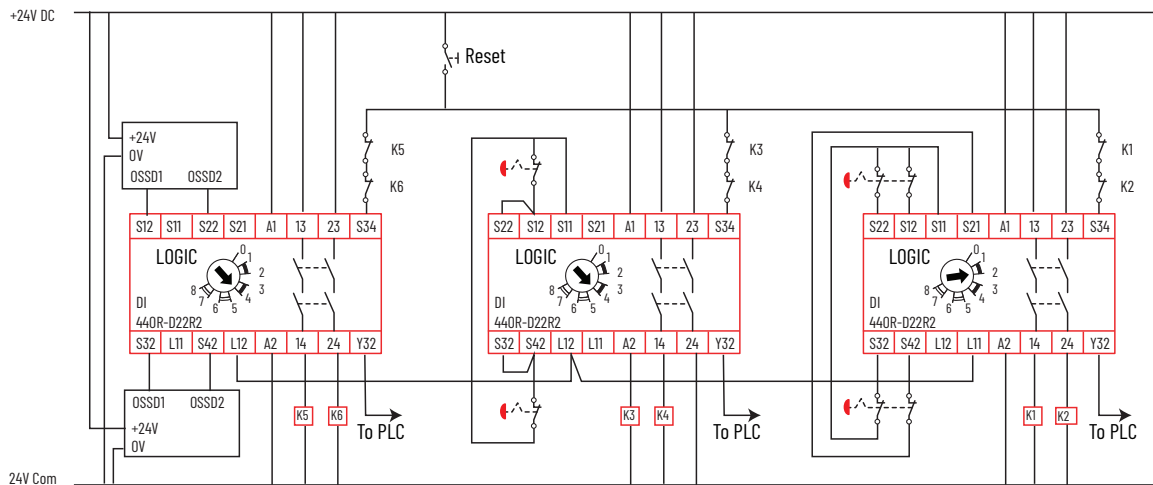 +24V DC
Reset
K5
K6
K3
K4
K1
K2
+24V
0V
OSSD1 OSSD2
S12 S11 S22 S21 A1 13 23 S34
LOGIC
0
1
2
3
4
5
6
7
8
DI
440R-D22R2
S32 L11 S42 L12 A2 14 24 Y32
S22 S12 S11 S21 A1 13 23 S34
LOGIC
0
1
2
3
4
5
6
7
8
DI
440R-D22R2
S32 S42 L12 L11 A2 14 24 Y32
S22 S12 S11 S21 A1 13 23 S34
LOGIC
0
1
2
3
4
5
6
7
8
DI
440R-D22R2
S32 S42 L12 L11 A2 14 24 Y32
OSSD1 OSSD2
+24V
0V
K5 K6
To PLC
K3 K4
To PLC
K1 K2
To PLC
24V Com